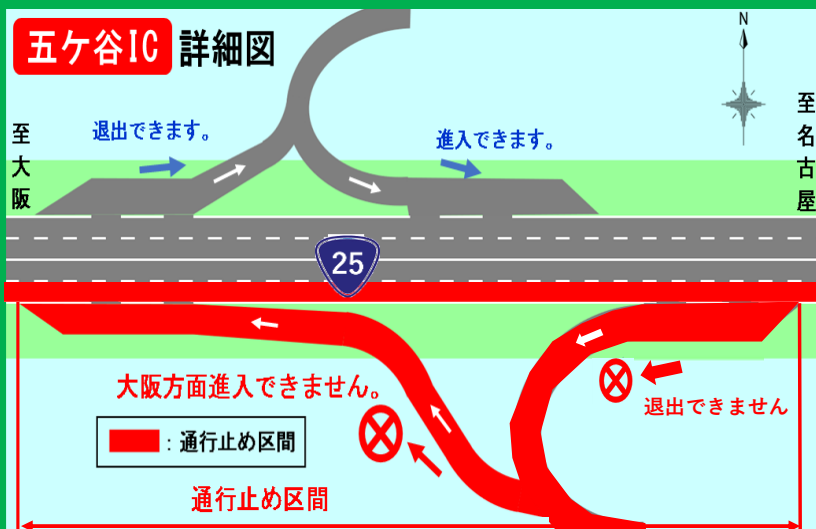 五ケ谷IC 詳細図
N
至大阪
退出できます。
進入できます。
至名古屋
25
大阪方面進入できません。
退出できません
：通行止め区間
通行止め区間